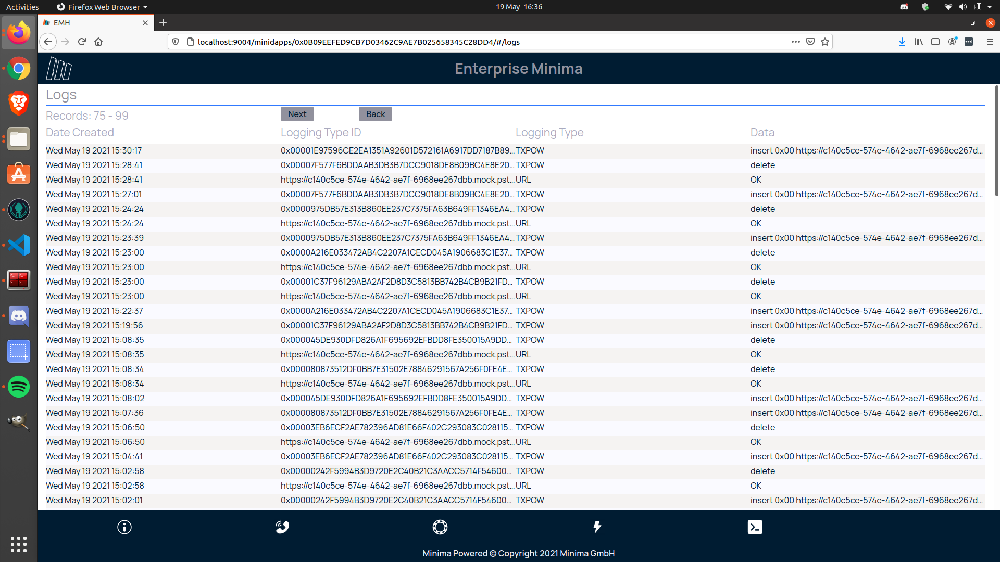 Activities Firefox Web Browser 19 May 16:36
EMH
localhost:9004/minidapps/0x0B09EEFED9CB7D03462C9AE7B025658345C28DD4/#/logs
Enterprise Minima
Logs
Records: 75 - 99 Next Back
Date Created Logging Type ID Logging Type Data
Wed May 19 2021 15:30:17 0x00001E97596CE2EA1351A92601D572161A6917DD7187B89... TXPOW insert 0x00 https://c140c5ce-574e-4642-ae7f-6968ee267d...
Wed May 19 2021 15:28:41 0x00007F577F6BDDAAB3DB3B7DCC9018DE8B09BC4E8E20... TXPOW delete
Wed May 19 2021 15:28:41 https://c140c5ce-574e-4642-ae7f-6968ee267dbb.mock.pst... URL OK
Wed May 19 2021 15:27:01 0x00007F577F6BDDAAB3DB3B7DCC9018DE8B09BC4E8E20... TXPOW insert 0x00 https://c140c5ce-574e-4642-ae7f-6968ee267d...
Wed May 19 2021 15:24:24 0x0000975DB57E313B860EE237C7375FA63B649FF1346EA4... TXPOW delete
Wed May 19 2021 15:24:24 https://c140c5ce-574e-4642-ae7f-6968ee267dbb.mock.pst... URL OK
Wed May 19 2021 15:23:39 0x0000975DB57E313B860EE237C7375FA63B649FF1346EA4... TXPOW insert 0x00 https://c140c5ce-574e-4642-ae7f-6968ee267d...
Wed May 19 2021 15:23:00 0x0000A216E033472AB4C2207A1CECD045A1906683C1E37... TXPOW delete
Wed May 19 2021 15:23:00 https://c140c5ce-574e-4642-ae7f-6968ee267dbb.mock.pst... URL OK
Wed May 19 2021 15:23:00 0x00001C37F96129ABA2AF2D8D3C5813BB742B4CB9B21FD... TXPOW delete
Wed May 19 2021 15:23:00 https://c140c5ce-574e-4642-ae7f-6968ee267dbb.mock.pst... URL OK
Wed May 19 2021 15:22:37 0x0000A216E033472AB4C2207A1CECD045A1906683C1E37... TXPOW insert 0x00 https://c140c5ce-574e-4642-ae7f-6968ee267d...
Wed May 19 2021 15:19:56 0x00001C37F96129ABA2AF2D8D3C5813BB742B4CB9B21FD... TXPOW insert 0x00 https://c140c5ce-574e-4642-ae7f-6968ee267d...
Wed May 19 2021 15:08:35 0x000045DE930DFD826A1F695692EFBDD8FE350015A9DD... TXPOW delete
Wed May 19 2021 15:08:35 https://c140c5ce-574e-4642-ae7f-6968ee267dbb.mock.pst... URL OK
Wed May 19 2021 15:08:34 0x000080873512DF0BB7E31502E78846291567A256F0FE4E... TXPOW delete
Wed May 19 2021 15:08:34 https://c140c5ce-574e-4642-ae7f-6968ee267dbb.mock.pst... URL OK
Wed May 19 2021 15:08:02 0x000045DE930DFD826A1F695692EFBDD8FE350015A9DD... TXPOW insert 0x00 https://c140c5ce-574e-4642-ae7f-6968ee267d...
Wed May 19 2021 15:07:36 0x000080873512DF0BB7E31502E78846291567A256F0FE4E... TXPOW insert 0x00 https://c140c5ce-574e-4642-ae7f-6968ee267d...
Wed May 19 2021 15:06:50 0x00003EB6ECF2AE782396AD81E66F402C293083C028115... TXPOW delete
Wed May 19 2021 15:06:50 https://c140c5ce-574e-4642-ae7f-6968ee267dbb.mock.pst... URL OK
Wed May 19 2021 15:04:41 0x00003EB6ECF2AE782396AD81E66F402C293083C028115... TXPOW insert 0x00 https://c140c5ce-574e-4642-ae7f-6968ee267d...
Wed May 19 2021 15:02:58 0x00000242F5994B3D9720E2C40B21C3AACC5714F54600... TXPOW delete
Wed May 19 2021 15:02:58 https://c140c5ce-574e-4642-ae7f-6968ee267dbb.mock.pst... URL OK
Wed May 19 2021 15:02:01 0x00000242F5994B3D9720E2C40B21C3AACC5714F54600... TXPOW insert 0x00 https://c140c5ce-574e-4642-ae7f-6968ee267d...
Minima Powered © Copyright 2021 Minima GmbH